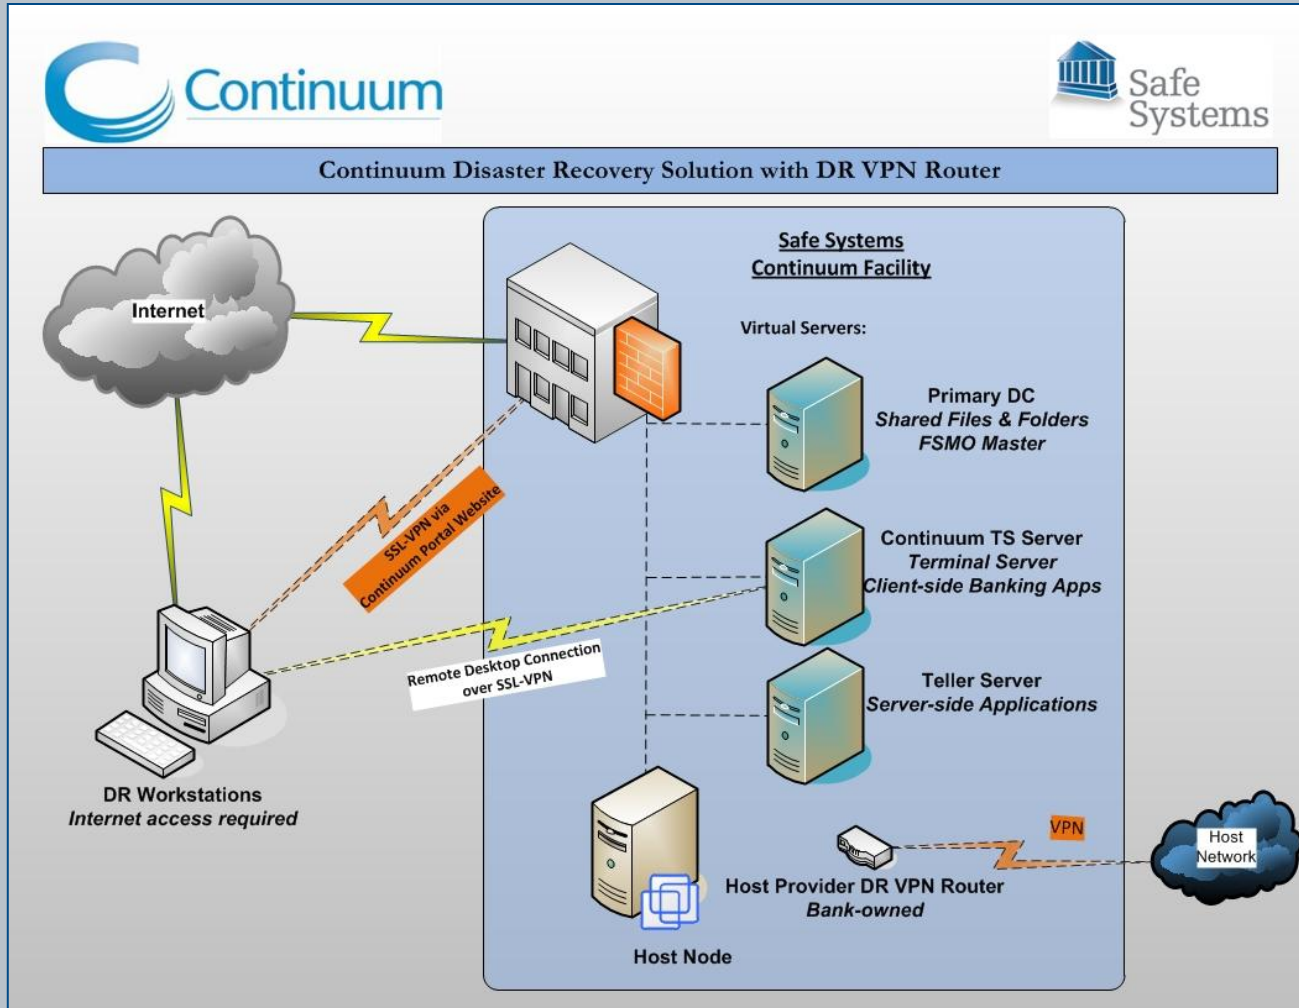 Continuum
Safe
Systems
Continuum Disaster Recovery Solution with DR VPN Router
Safe Systems
Continuum Facility
Internet
Virtual Servers:
Primary DC
Shared Files & Folders
FSMO Master
SSL-VPN via
Continuum Portal Website
Continuum TS Server
Terminal Server
Client-side Banking Apps
Remote Desktop Connection
over SSL-VPN
Teller Server
Server-side Applications
DR Workstations
Internet access required
VPN
Host
Network
Host Provider DR VPN Router
Bank-owned
Host Node